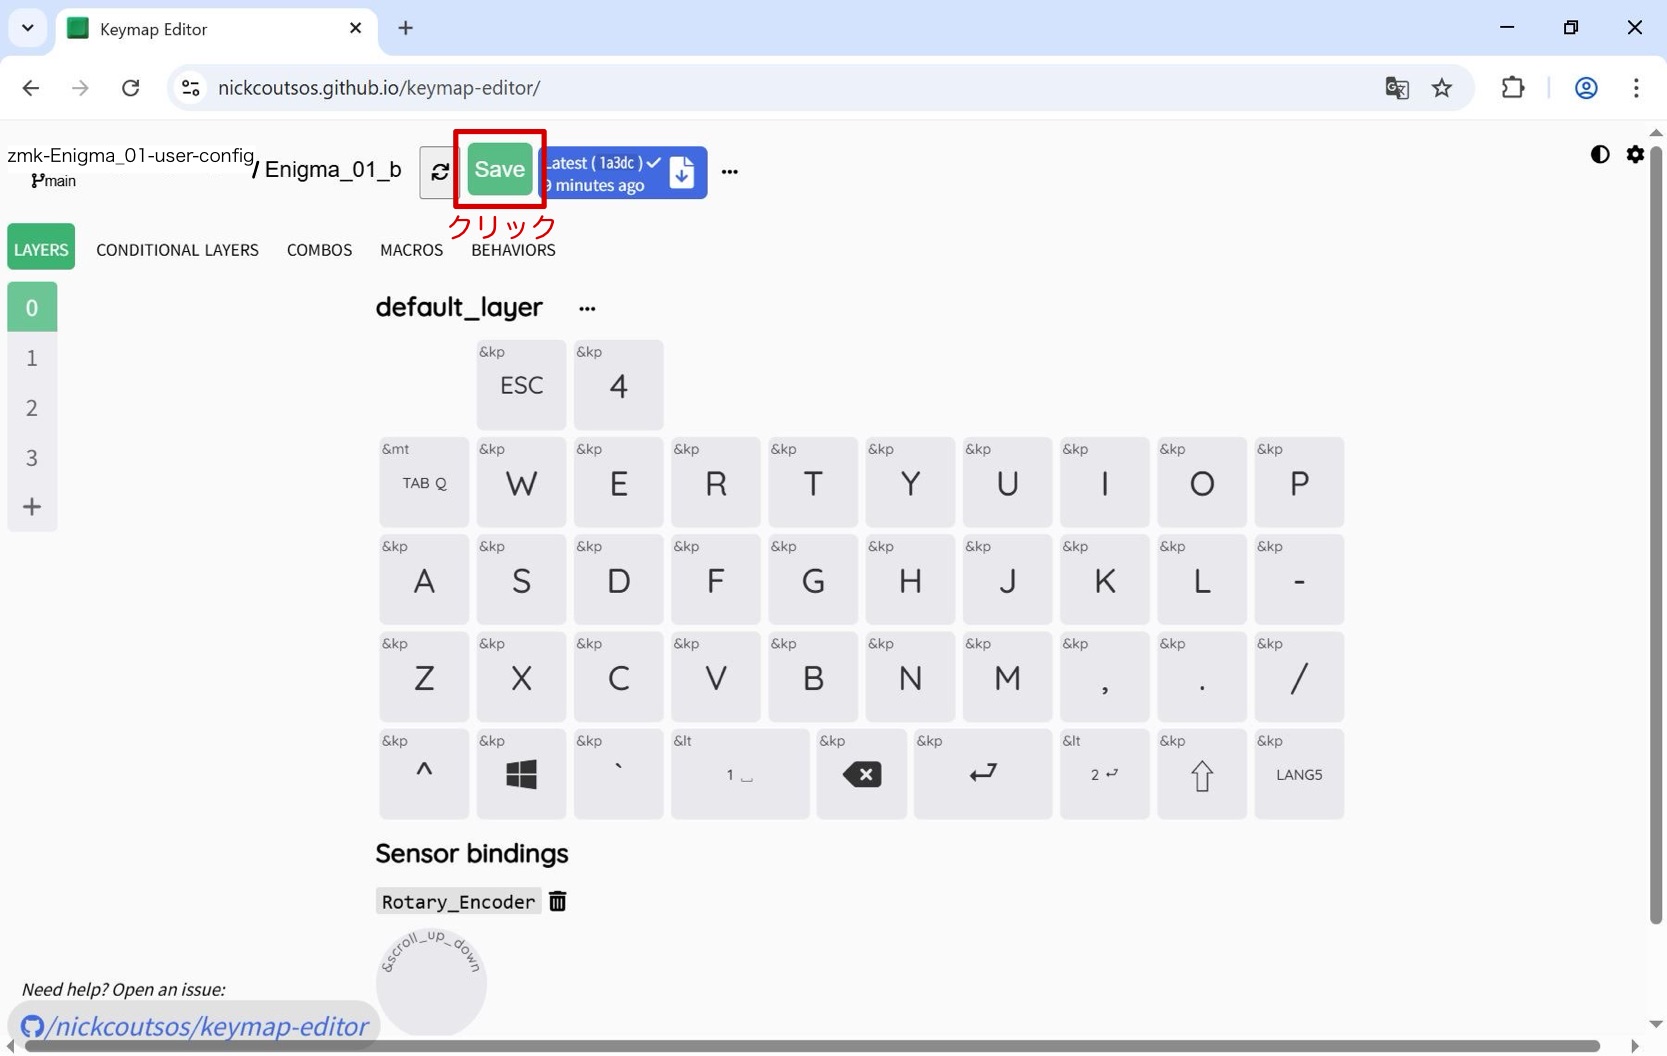 Keymap Editor
nickcoutsos.github.io/keymap-editor/
zmk-Enigma_01-user-config
main
/ Enigma_01_b
Save
Latest ( 1a3dc )
9 minutes ago
...
クリック
LAYERS
CONDITIONAL LAYERS
COMBOS
MACROS
BEHAVIORS
0
1
2
3
+
default_layer ...
&kp &kp
ESC 4
&mt &kp &kp &kp &kp &kp &kp &kp &kp &kp
TAB Q W E R T Y U I O P
&kp &kp &kp &kp &kp &kp &kp &kp &kp &kp
A S D F G H J K L -
&kp &kp &kp &kp &kp &kp &kp &kp &kp &kp
Z X C V B N M , . /
&kp &kp &kp &lt &kp &kp &lt &kp &kp
^ ` 1 ⎵ ⏎ 2 ⏎ ⇧ LANG5
Sensor bindings
Rotary_Encoder
&scroll_up_down
Need help? Open an issue:
/nickcoutsos/keymap-editor